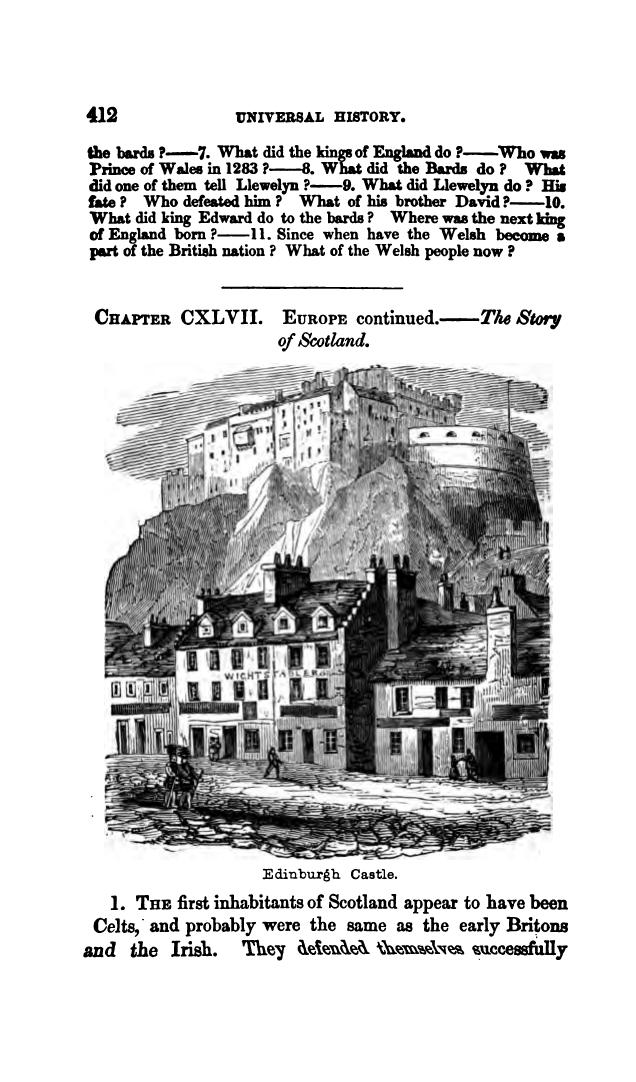 412 UNIVERSAL HISTORY.
the bards ?——7. What did the kings of England do ?——Who was
Prince of Wales in 1283 ?——8. What did the Bards do ? What
did one of them tell Llewelyn ?——9. What did Llewelyn do ? His
fate ? Who defeated him ? What of his brother David ?——10.
What did king Edward do to the bards ? Where was the next king
of England born ?——11. Since when have the Welsh become a
part of the British nation ? What of the Welsh people now ?
CHAPTER CXLVII. EUROPE continued.——The Story
of Scotland.
WIGHTS
Edinburgh Castle.
1. THE first inhabitants of Scotland appear to have been
Celts, and probably were the same as the early Britons
and the Irish. They defended themselves successfully